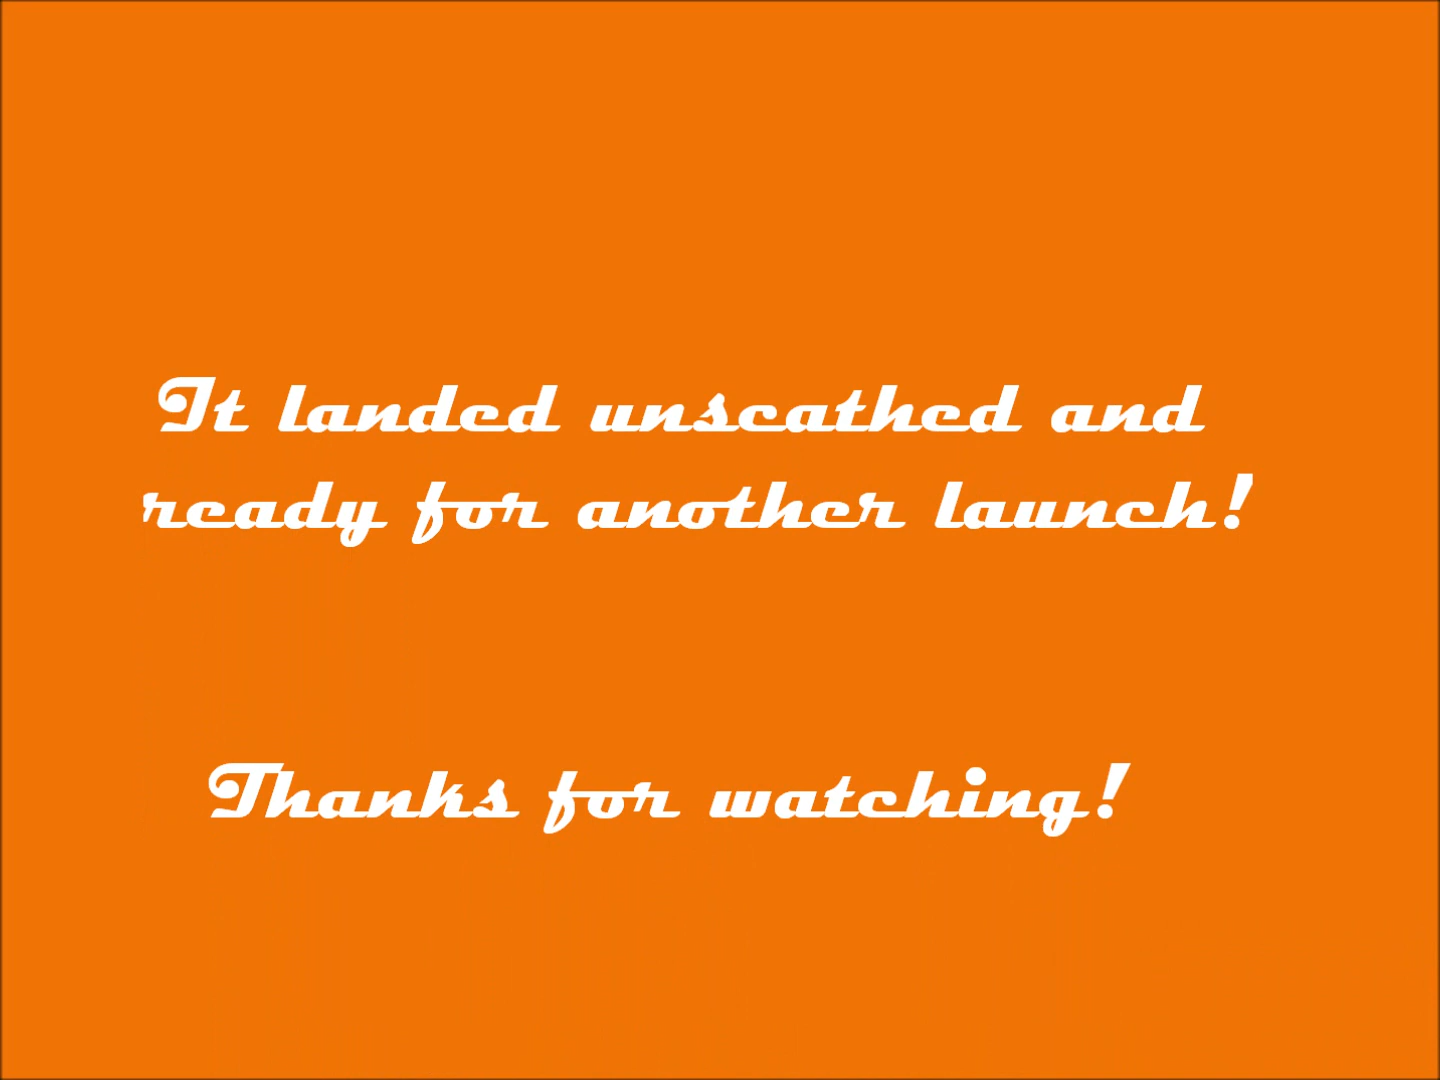 It landed unscathed and
ready for another launch!
Thanks for watching!